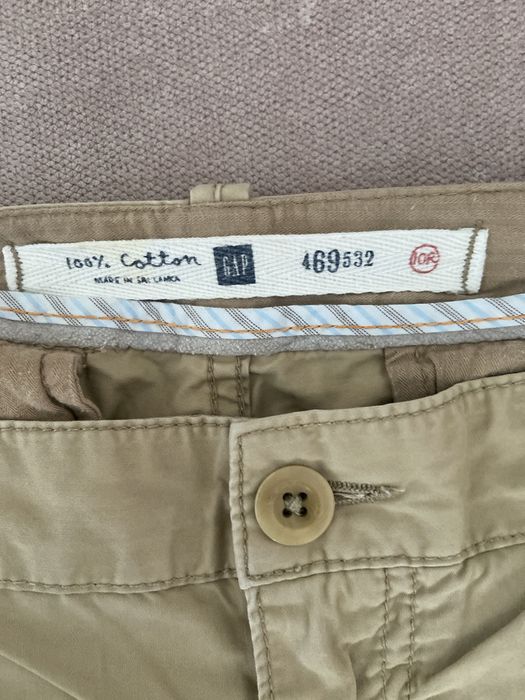 100% Cotton
MADE IN SRI LANKA
GAP
469532
10R